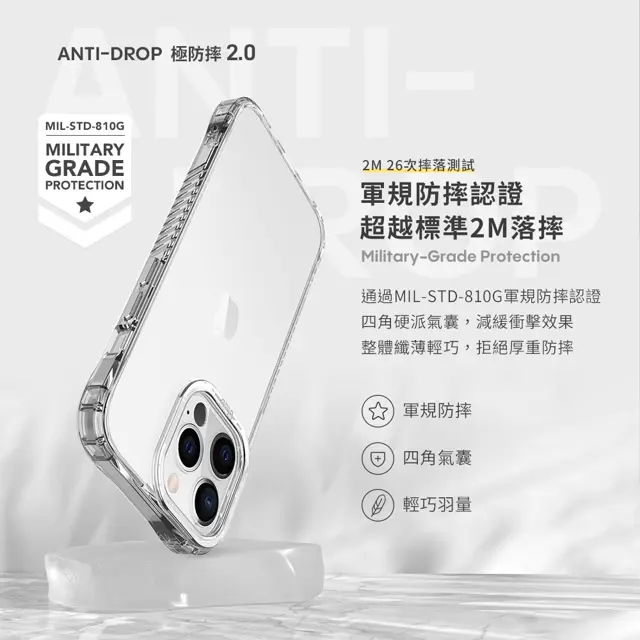 ANTI-DROP 極防摔 2.0
MIL-STD-810G
MILITARY
GRADE
PROTECTION
2M 26次摔落測試
軍規防摔認證
超越標準2M落摔
Military-Grade Protection
通過MIL-STD-810G軍規防摔認證
四角硬派氣囊，減緩衝擊效果
整體纖薄輕巧，拒絕厚重防摔
軍規防摔
四角氣囊
輕巧羽量
ANTI-
DROP